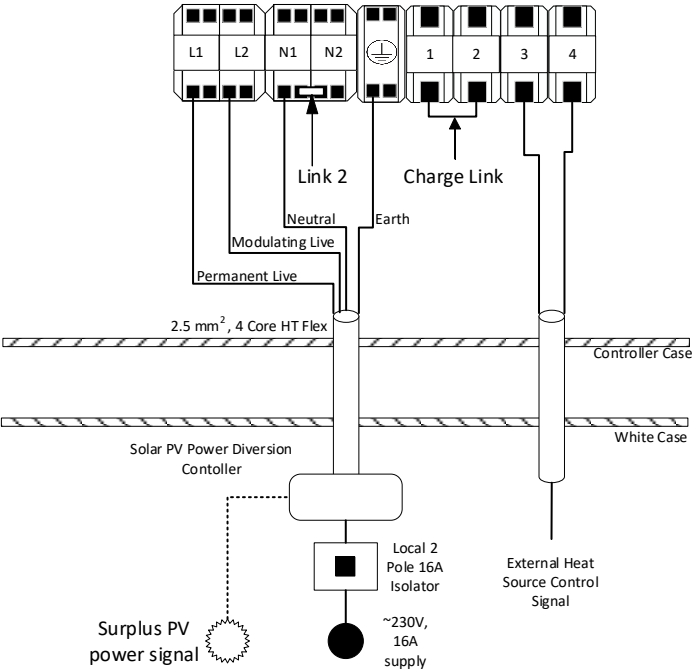 L1 L2 N1 N2 1 2 3 4
Link 2
Charge Link
Neutral
Earth
Modulating Live
Permanent Live
2.5 mm², 4 Core HT Flex
Controller Case
White Case
Solar PV Power Diversion
Contoller
Local 2
Pole 16A
Isolator
External Heat
Source Control
Signal
Surplus PV
power signal
~230V,
16A
supply